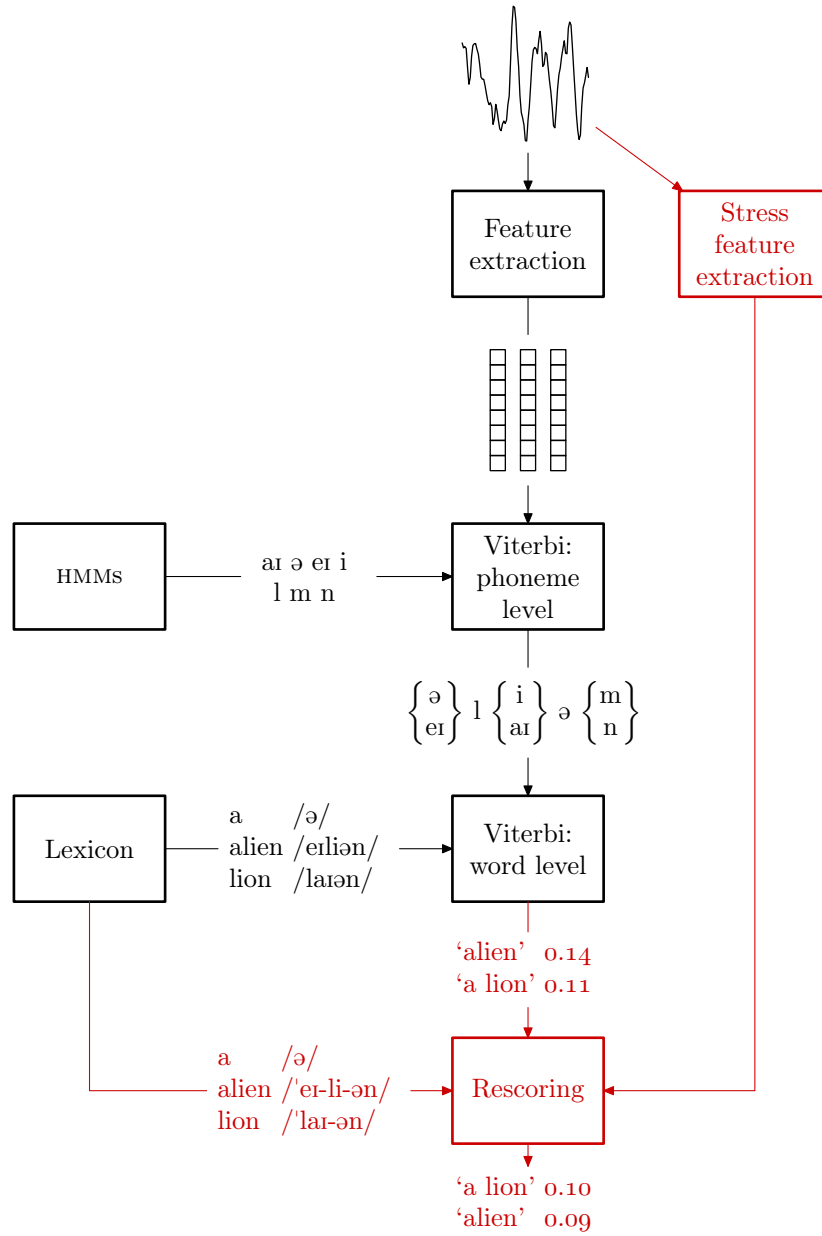 Feature
extraction
Stress
feature
extraction
HMMs
aɪ ə eɪ i
l m n
Viterbi:
phoneme
level
{ə eɪ} l {i aɪ} ə {m n}
Lexicon
a /ə/
alien /eɪliən/
lion /laɪən/
Viterbi:
word level
‘alien’ 0.14
‘a lion’ 0.11
a /ə/
alien /ˈeɪ-li-ən/
lion /ˈlaɪ-ən/
Rescoring
‘a lion’ 0.10
‘alien’ 0.09